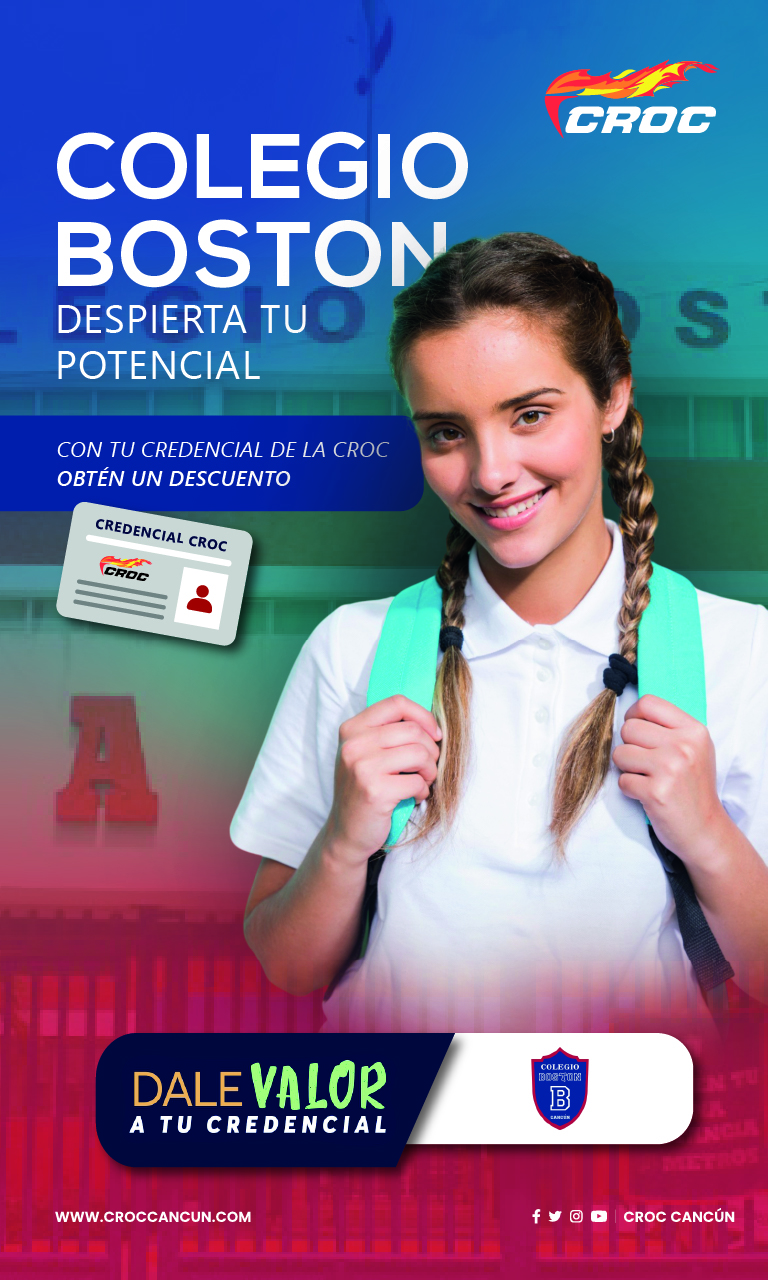 CROC
COLEGIO
BOSTON
DESPIERTA TU
POTENCIAL
CON TU CREDENCIAL DE LA CROC
OBTÉN UN DESCUENTO
CREDENCIAL CROC
CROC
A
DALE VALOR
A TU CREDENCIAL
COLEGIO
BOSTON
B
CANCÚN
WWW.CROCCANCUN.COM
CROC CANCÚN